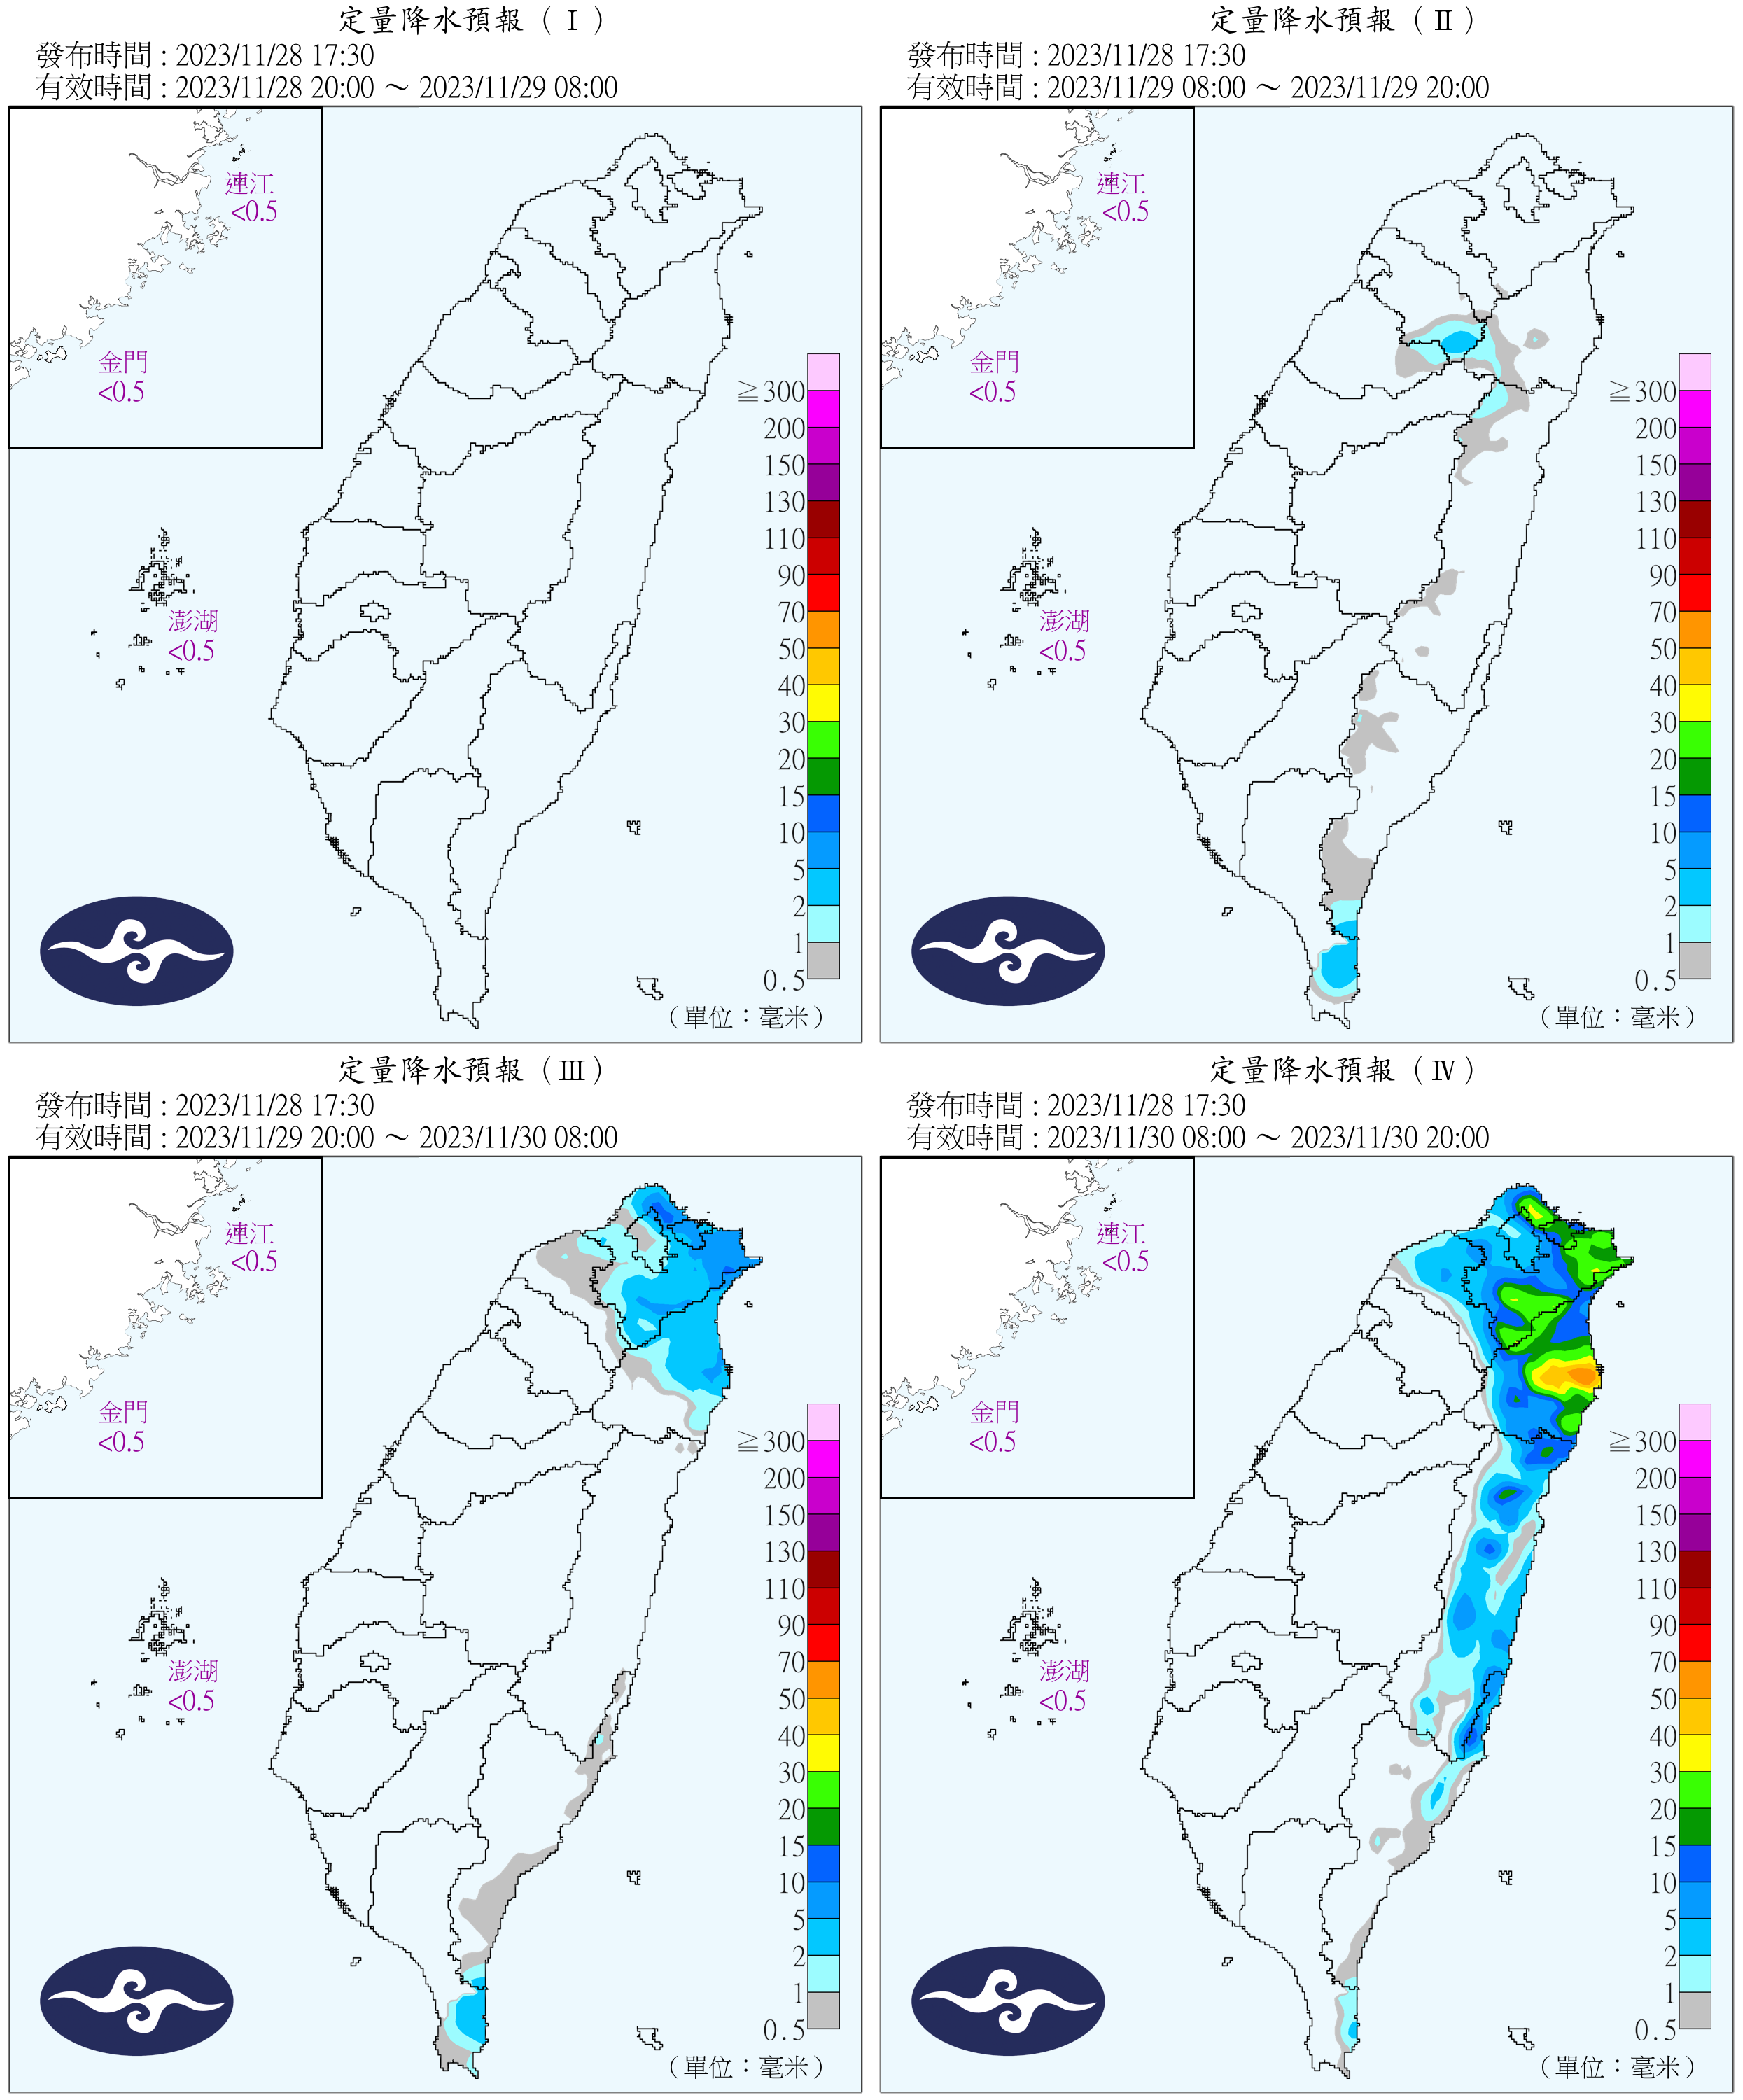 定量降水預報（Ⅰ）
發布時間：2023/11/28 17:30
有效時間：2023/11/28 20:00 ～ 2023/11/29 08:00
連江
<0.5
金門
<0.5
澎湖
<0.5
≧300
200
150
130
110
90
70
50
40
30
20
15
10
5
2
1
0.5
（單位：毫米）
定量降水預報（Ⅱ）
發布時間：2023/11/28 17:30
有效時間：2023/11/29 08:00 ～ 2023/11/29 20:00
連江
<0.5
金門
<0.5
澎湖
<0.5
≧300
200
150
130
110
90
70
50
40
30
20
15
10
5
2
1
0.5
（單位：毫米）
定量降水預報（Ⅲ）
發布時間：2023/11/28 17:30
有效時間：2023/11/29 20:00 ～ 2023/11/30 08:00
連江
<0.5
金門
<0.5
澎湖
<0.5
≧300
200
150
130
110
90
70
50
40
30
20
15
10
5
2
1
0.5
（單位：毫米）
定量降水預報（Ⅳ）
發布時間：2023/11/28 17:30
有效時間：2023/11/30 08:00 ～ 2023/11/30 20:00
連江
<0.5
金門
<0.5
澎湖
<0.5
≧300
200
150
130
110
90
70
50
40
30
20
15
10
5
2
1
0.5
（單位：毫米）